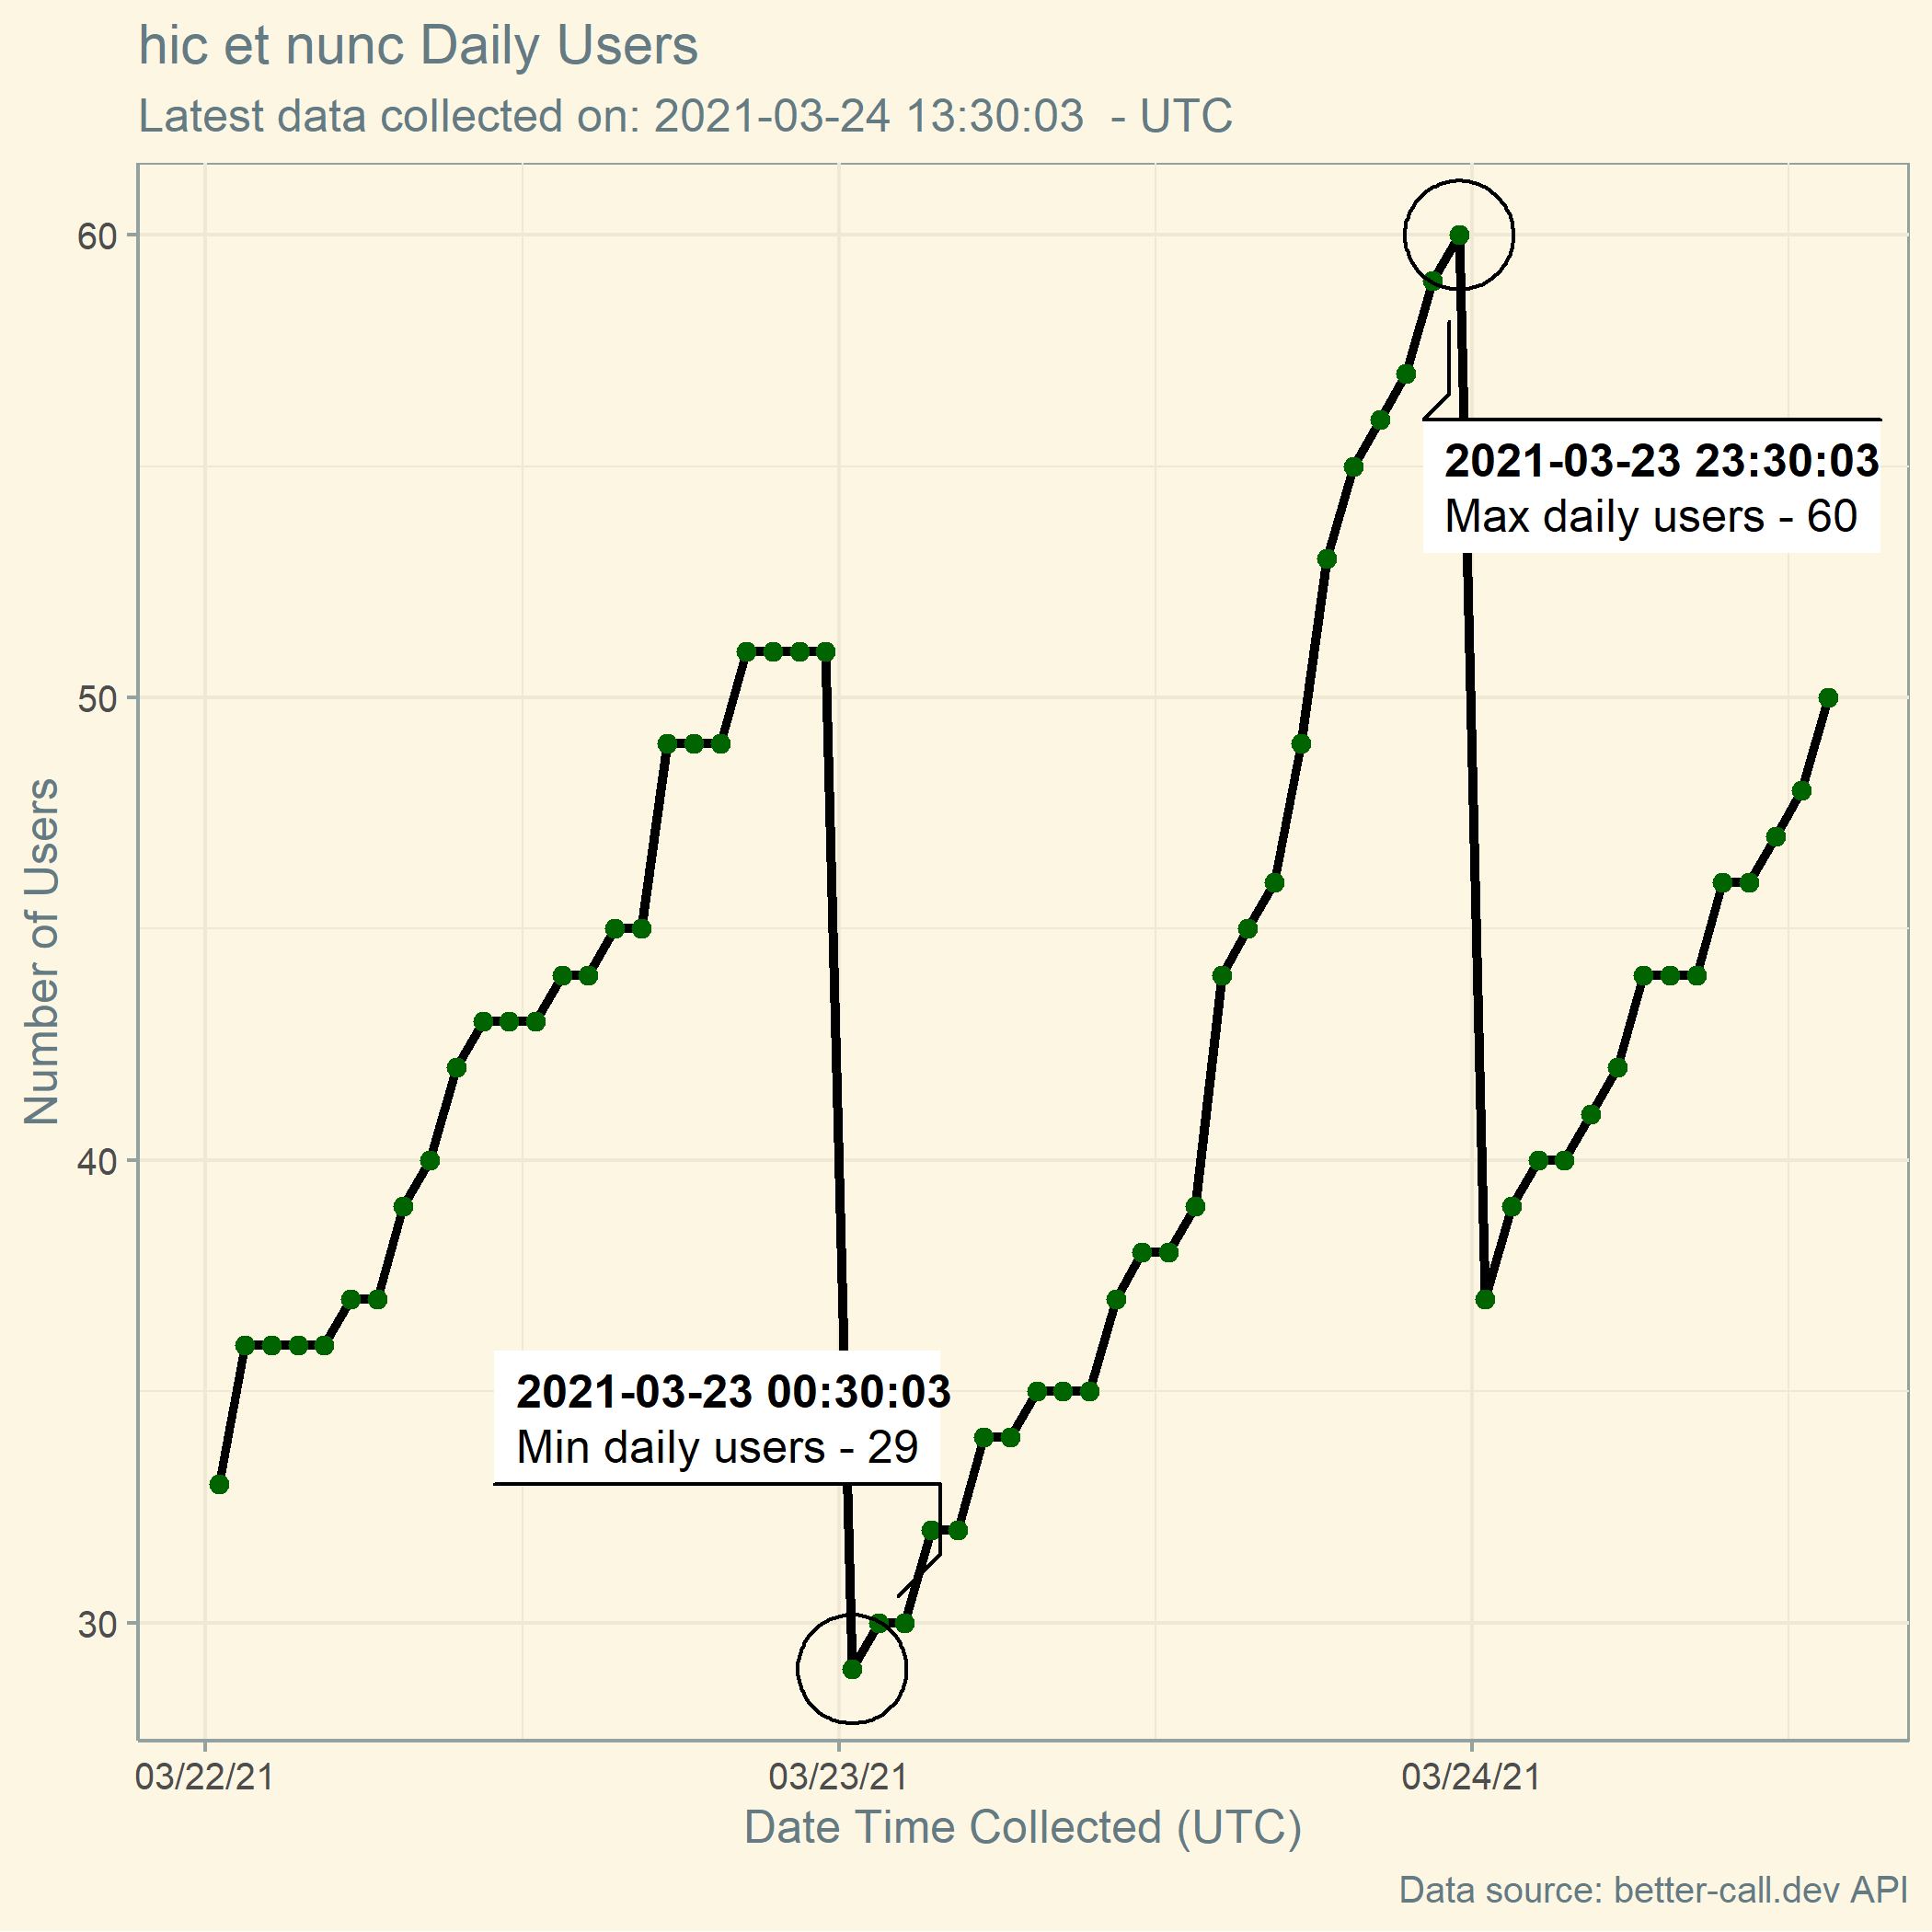 hic et nunc Daily Users
Latest data collected on: 2021-03-24 13:30:03  - UTC
60
50
40
30
Number of Users
2021-03-23 23:30:03
Max daily users - 60
2021-03-23 00:30:03
Min daily users - 29
03/22/21
03/23/21
03/24/21
Date Time Collected (UTC)
Data source: better-call.dev API